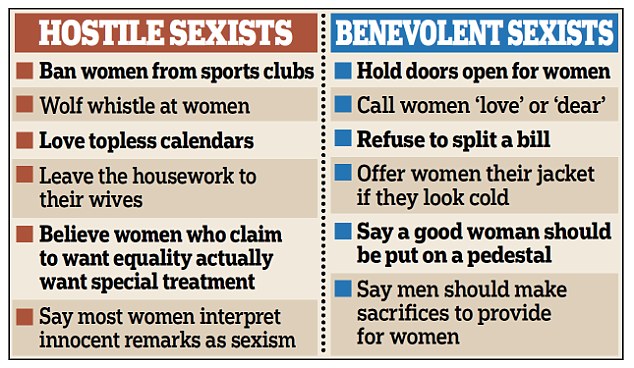 HOSTILE SEXISTS
Ban women from sports clubs
Wolf whistle at women
Love topless calendars
Leave the housework to
their wives
Believe women who claim
to want equality actually
want special treatment
Say most women interpret
innocent remarks as sexism
BENEVOLENT SEXISTS
Hold doors open for women
Call women ‘love’ or ‘dear’
Refuse to split a bill
Offer women their jacket
if they look cold
Say a good woman should
be put on a pedestal
Say men should make
sacrifices to provide
for women